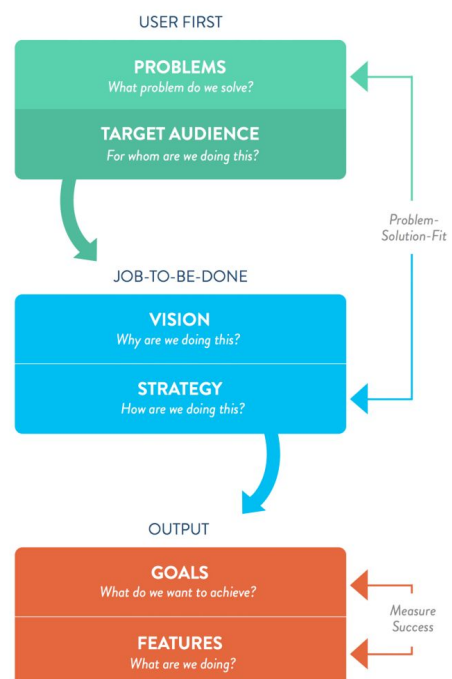 USER FIRST
PROBLEMS
What problem do we solve?
TARGET AUDIENCE
For whom are we doing this?
Problem-
Solution-Fit
JOB-TO-BE-DONE
VISION
Why are we doing this?
STRATEGY
How are we doing this?
OUTPUT
GOALS
What do we want to achieve?
Measure
Success
FEATURES
What are we doing?